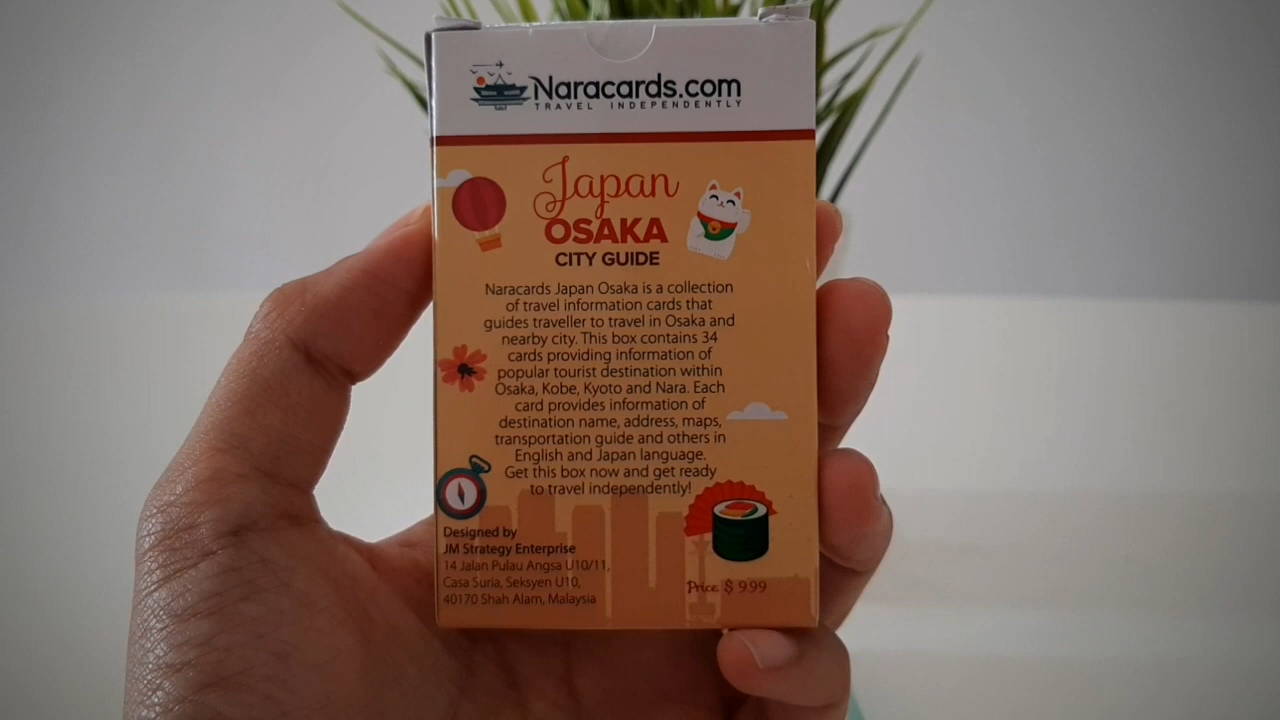 Naracards.com
TRAVEL INDEPENDENTLY
Japan
OSAKA
CITY GUIDE
Naracards Japan Osaka is a collection
of travel information cards that
guides traveller to travel in Osaka and
nearby city. This box contains 34
cards providing information of
popular tourist destination within
Osaka, Kobe, Kyoto and Nara. Each
card provides information of
destination name, address, maps,
transportation guide and others in
English and Japan language.
Get this box now and get ready
to travel independently!
Designed by
JM Strategy Enterprise
14 Jalan Pulau Angsa U10/11,
Casa Suria, Seksyen U10,
40170 Shah Alam, Malaysia
Price: $ 9.99